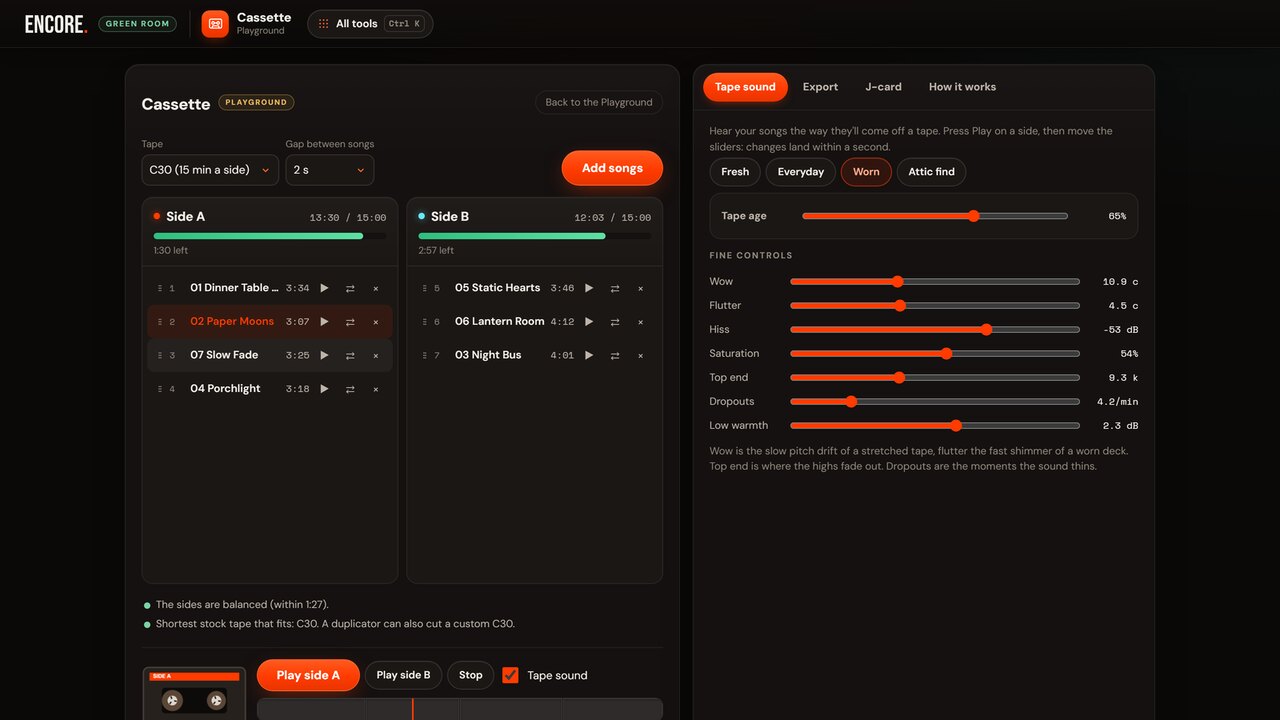 ENCORE.
GREEN ROOM
Cassette
Playground
All tools
Ctrl K
Cassette
PLAYGROUND
Back to the Playground
Tape
Gap between songs
C30 (15 min a side)
2 s
Add songs
Side A
13:30 / 15:00
1:30 left
1 01 Dinner Table ... 3:34
2 02 Paper Moons 3:07
3 07 Slow Fade 3:25
4 04 Porchlight 3:18
Side B
12:03 / 15:00
2:57 left
5 05 Static Hearts 3:46
6 06 Lantern Room 4:12
7 03 Night Bus 4:01
The sides are balanced (within 1:27).
Shortest stock tape that fits: C30. A duplicator can also cut a custom C30.
SIDE A
Play side A
Play side B
Stop
Tape sound
Tape sound
Export
J-card
How it works
Hear your songs the way they'll come off a tape. Press Play on a side, then move the
sliders: changes land within a second.
Fresh
Everyday
Worn
Attic find
Tape age 65%
FINE CONTROLS
Wow 10.9 c
Flutter 4.5 c
Hiss -53 dB
Saturation 54%
Top end 9.3 k
Dropouts 4.2/min
Low warmth 2.3 dB
Wow is the slow pitch drift of a stretched tape, flutter the fast shimmer of a worn deck.
Top end is where the highs fade out. Dropouts are the moments the sound thins.